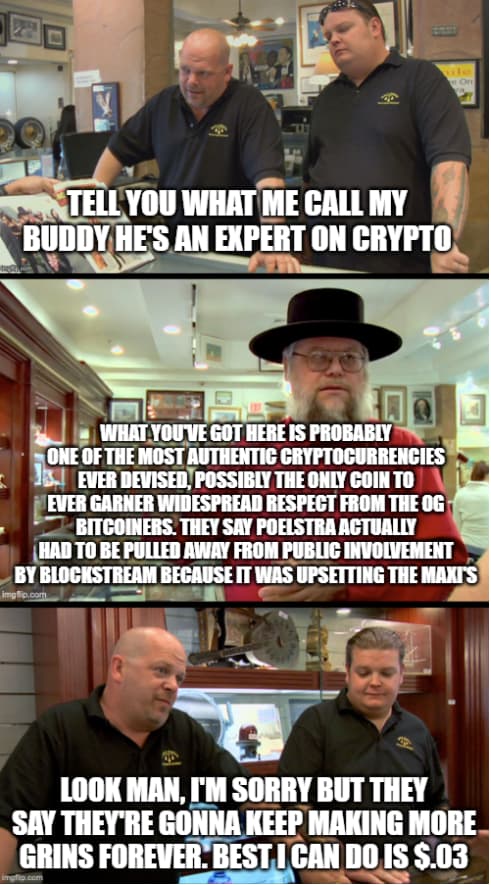 TELL YOU WHAT ME CALL MY
BUDDY HE'S AN EXPERT ON CRYPTO
WHAT YOU'VE GOT HERE IS PROBABLY
ONE OF THE MOST AUTHENTIC CRYPTOCURRENCIES
EVER DEVISED, POSSIBLY THE ONLY COIN TO
EVER GARNER WIDESPREAD RESPECT FROM THE OG
BITCOINERS. THEY SAY POELSTRA ACTUALLY
HAD TO BE PULLED AWAY FROM PUBLIC INVOLVEMENT
BY BLOCKSTREAM BECAUSE IT WAS UPSETTING THE MAXI'S
imgflip.com
LOOK MAN, I'M SORRY BUT THEY
SAY THEY'RE GONNA KEEP MAKING MORE
GRINS FOREVER. BEST I CAN DO IS $.03
imgflip.com